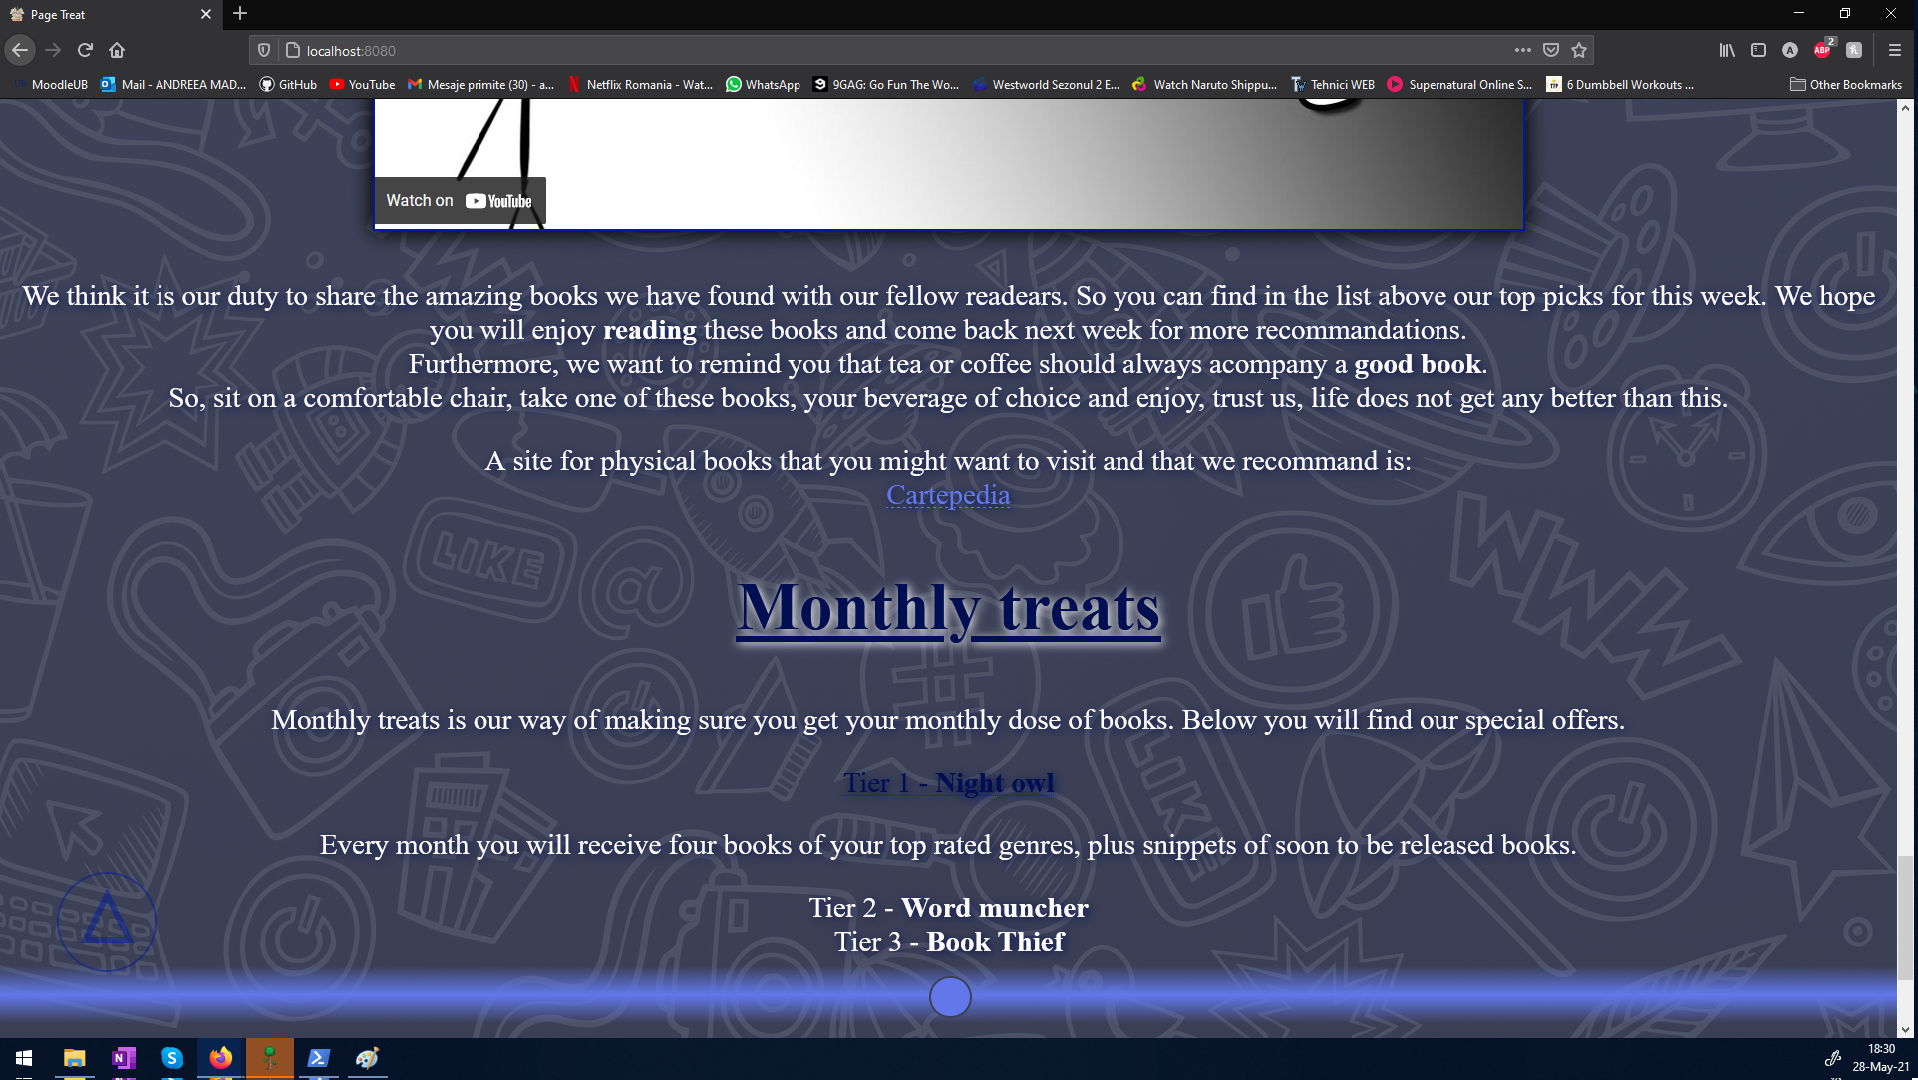 Page Treat
localhost:8080
ABP 2
MoodleUB
Mail - ANDREEA MAD...
GitHub
YouTube
Mesaje primite (30) - a...
Netflix Romania - Wat...
WhatsApp
9GAG: Go Fun The Wo...
Westworld Sezonul 2 E...
Watch Naruto Shippu...
Tehnici WEB
Supernatural Online S...
6 Dumbbell Workouts ...
Other Bookmarks
Watch on YouTube
We think it is our duty to share the amazing books we have found with our fellow readears. So you can find in the list above our top picks for this week. We hope
you will enjoy reading these books and come back next week for more recommandations.
Furthermore, we want to remind you that tea or coffee should always acompany a good book.
So, sit on a comfortable chair, take one of these books, your beverage of choice and enjoy, trust us, life does not get any better than this.
A site for physical books that you might want to visit and that we recommand is:
Cartepedia
LIKE
@
WWW
Monthly treats
#
Monthly treats is our way of making sure you get your monthly dose of books. Below you will find our special offers.
Tier 1 - Night owl
LIKE
Every month you will receive four books of your top rated genres, plus snippets of soon to be released books.
Tier 2 - Word muncher
Tier 3 - Book Thief
18:30
28-May-21